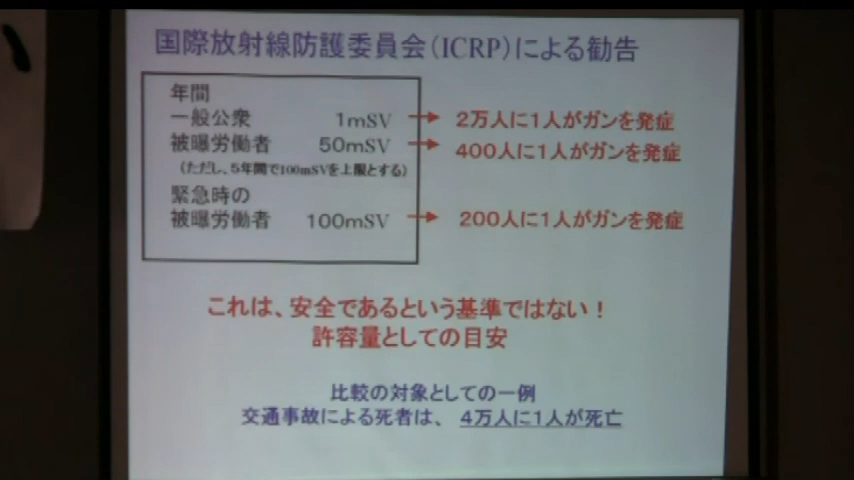 国際放射線防護委員会(ICRP)による勧告
年間
一般公衆 1mSV → 2万人に1人がガンを発症
被曝労働者 50mSV → 400人に1人がガンを発症
(ただし、5年間で100mSVを上限とする)
緊急時の
被曝労働者 100mSV → 200人に1人がガンを発症
これは、安全であるという基準ではない!
許容量としての目安
比較の対象としての一例
交通事故による死者は、4万人に1人が死亡